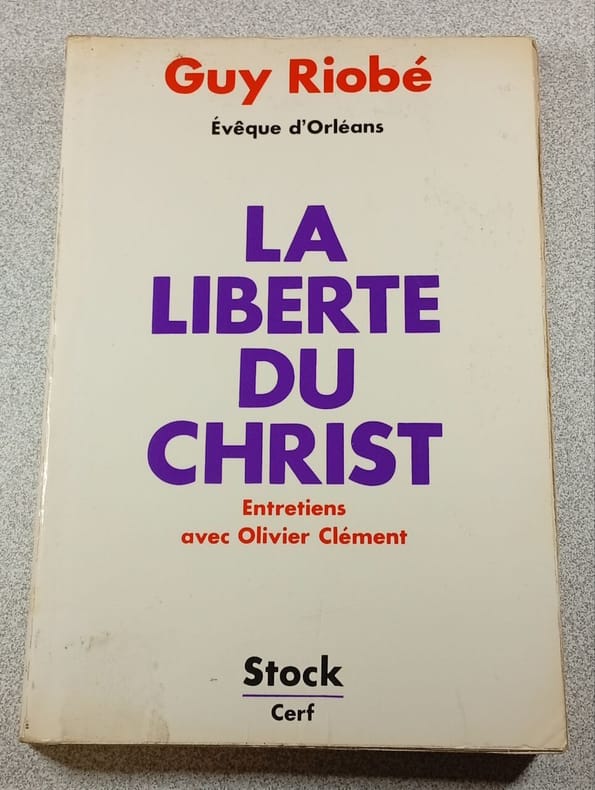 Guy Riobé
Évêque d'Orléans
LA
LIBERTE
DU
CHRIST
Entretiens
avec Olivier Clément
Stock
Cerf